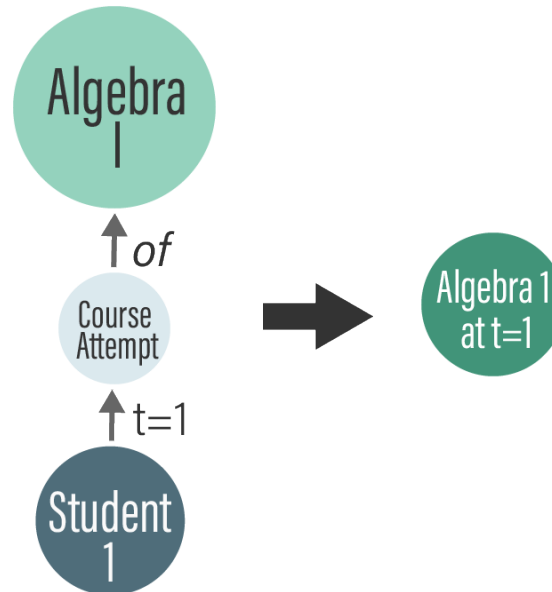 Algebra
I
of
Course
Attempt
t=1
Student
1
Algebra 1
at t=1